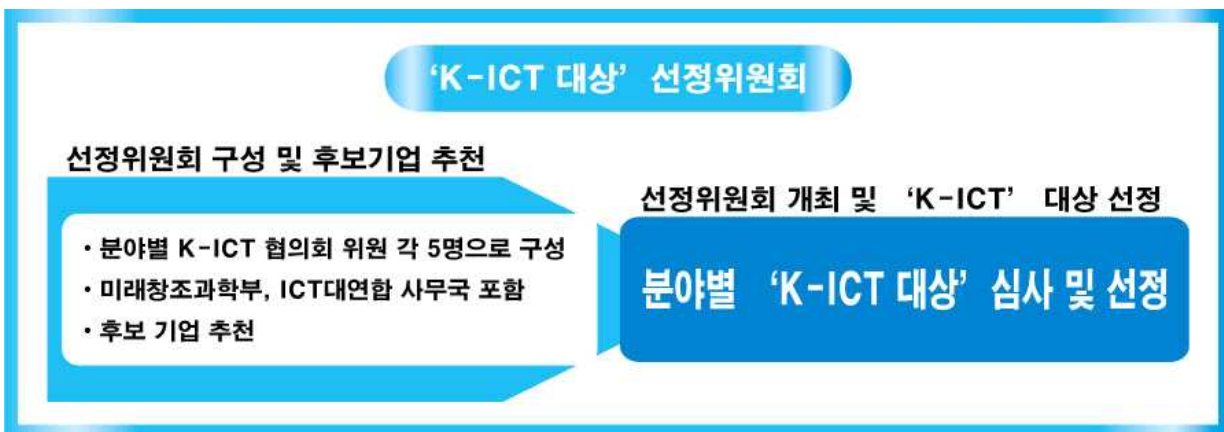 ‘K-ICT 대상’ 선정위원회
선정위원회 구성 및 후보기업 추천
· 분야별 K-ICT 협의회 위원 각 5명으로 구성
· 미래창조과학부, ICT대연합 사무국 포함
· 후보 기업 추천
선정위원회 개최 및 ‘K-ICT’ 대상 선정
분야별 ‘K-ICT 대상’ 심사 및 선정